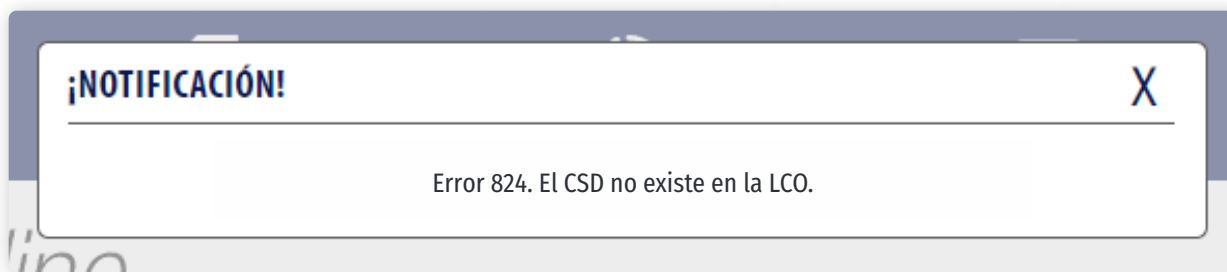 ¡NOTIFICACIÓN!
X
Error 824. El CSD no existe en la LCO.